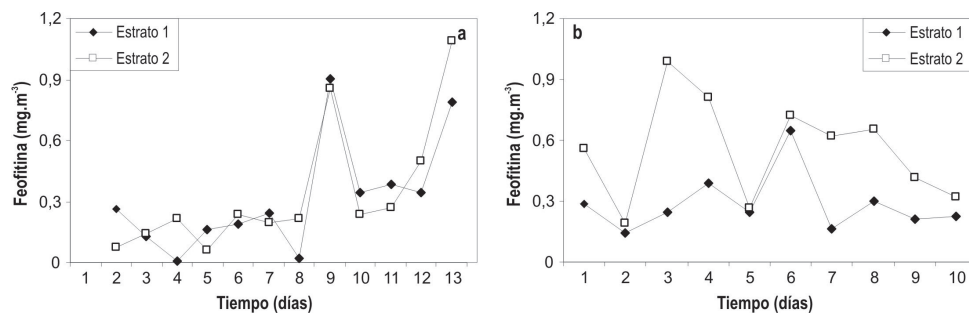 1,2
0,9
0,6
0,3
0
Feofitina (mg.m-3)
Estrato 1
Estrato 2
a
1 2 3 4 5 6 7 8 9 10 11 12 13
Tiempo (días)
1,2
0,9
0,6
0,3
0
Feofitina (mg.m-3)
b
Estrato 1
Estrato 2
1 2 3 4 5 6 7 8 9 10
Tiempo (días)